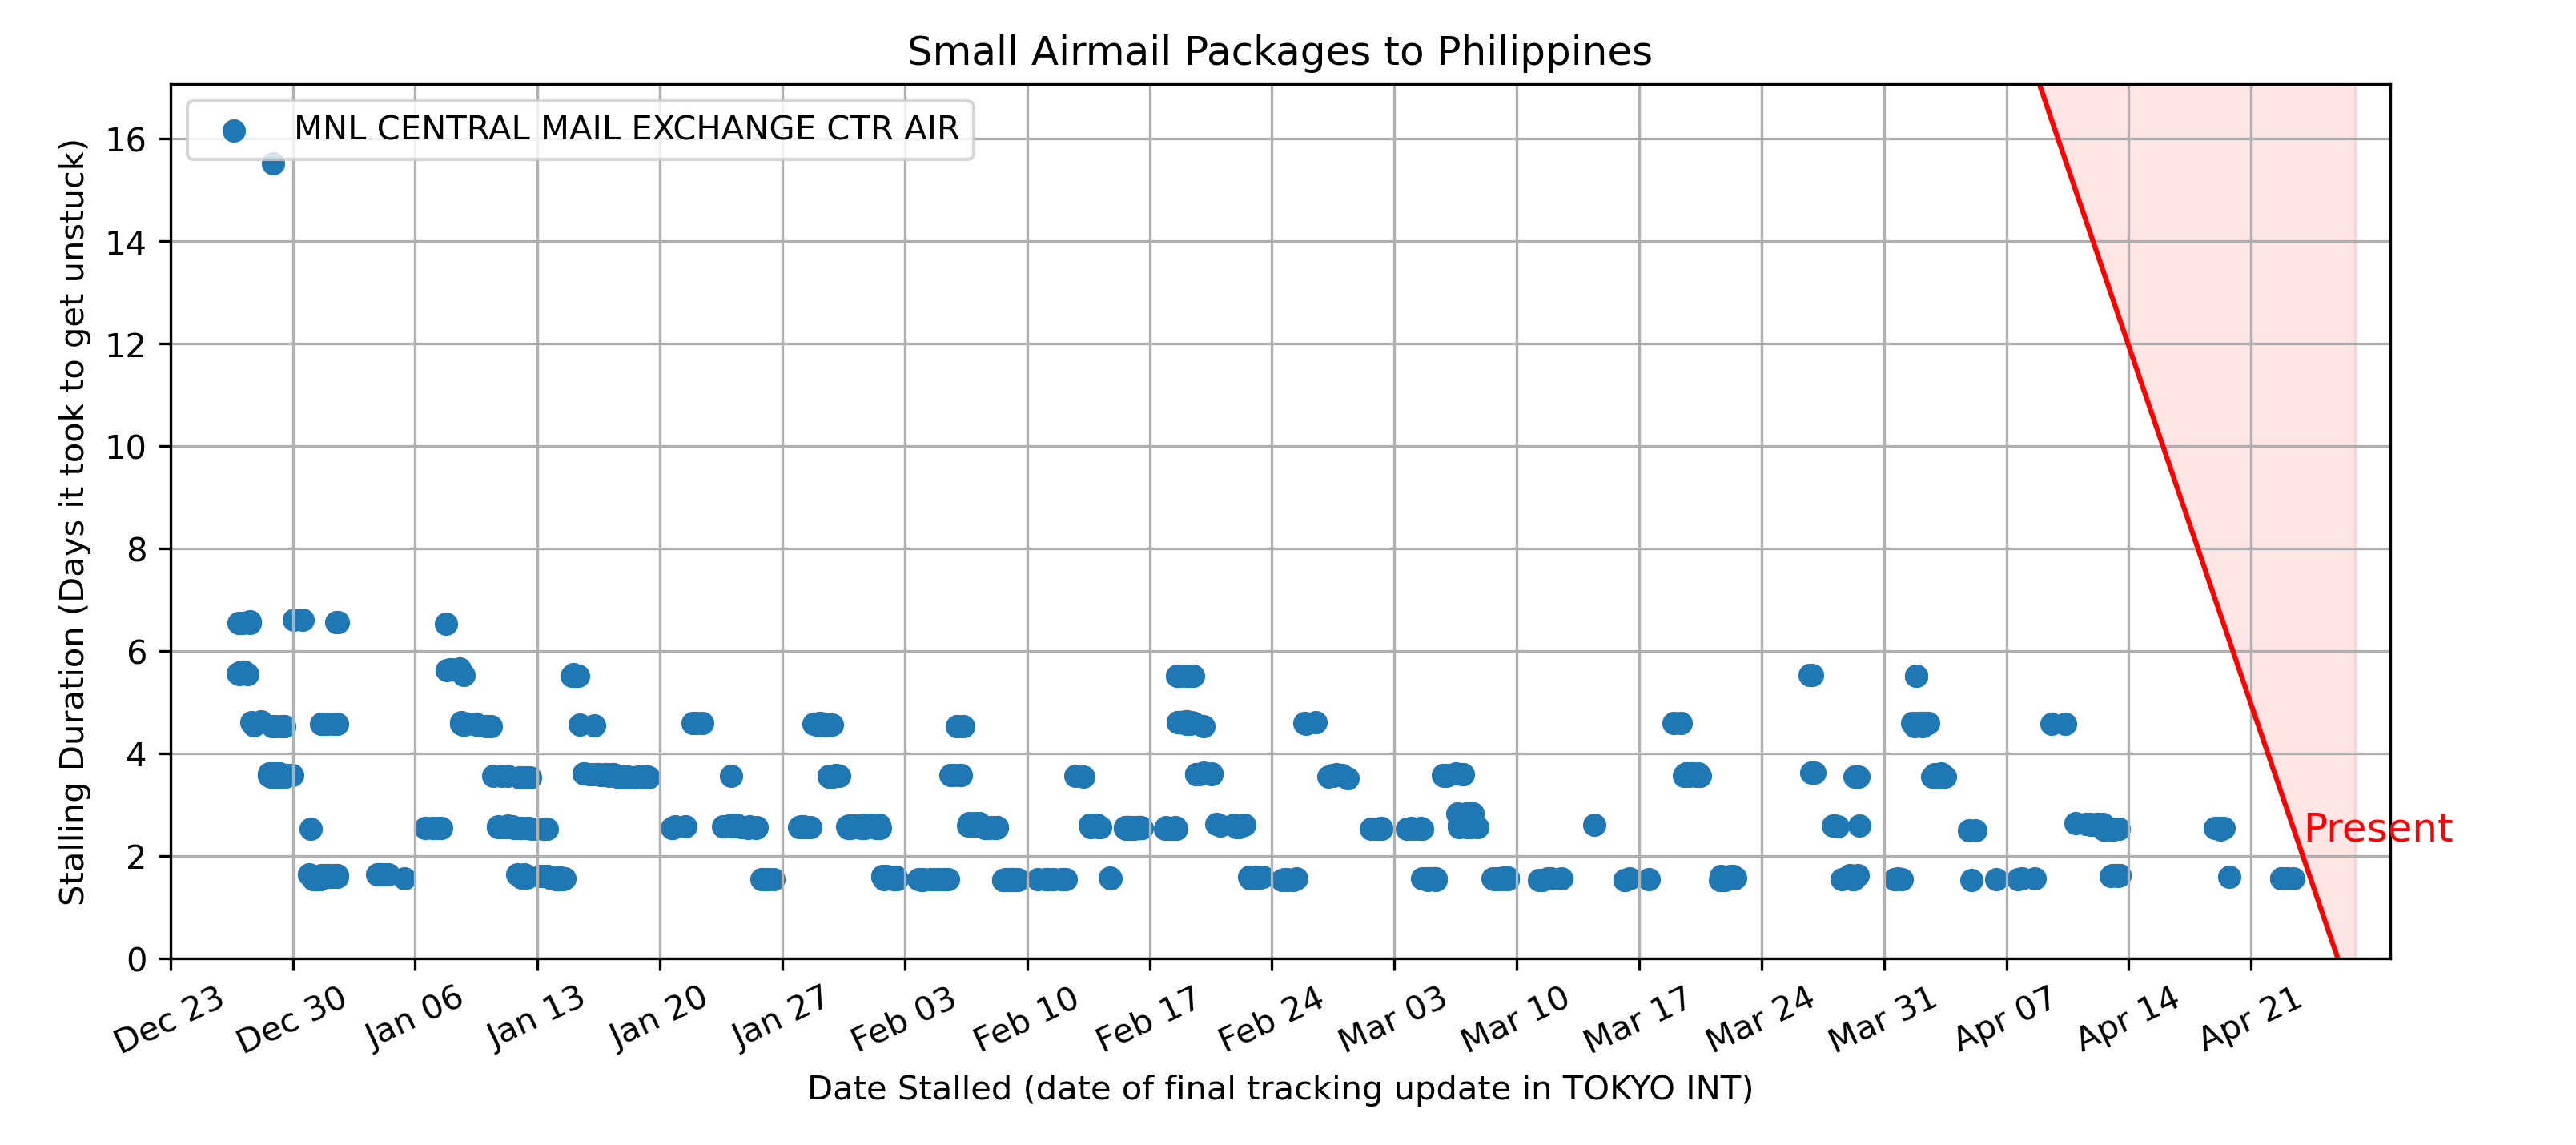 Small Airmail Packages to Philippines
MNL CENTRAL MAIL EXCHANGE CTR AIR
Stalling Duration (Days it took to get unstuck)
16
14
12
10
8
6
4
2
0
Present
Dec 23
Dec 30
Jan 06
Jan 13
Jan 20
Jan 27
Feb 03
Feb 10
Feb 17
Feb 24
Mar 03
Mar 10
Mar 17
Mar 24
Mar 31
Apr 07
Apr 14
Apr 21
Date Stalled (date of final tracking update in TOKYO INT)